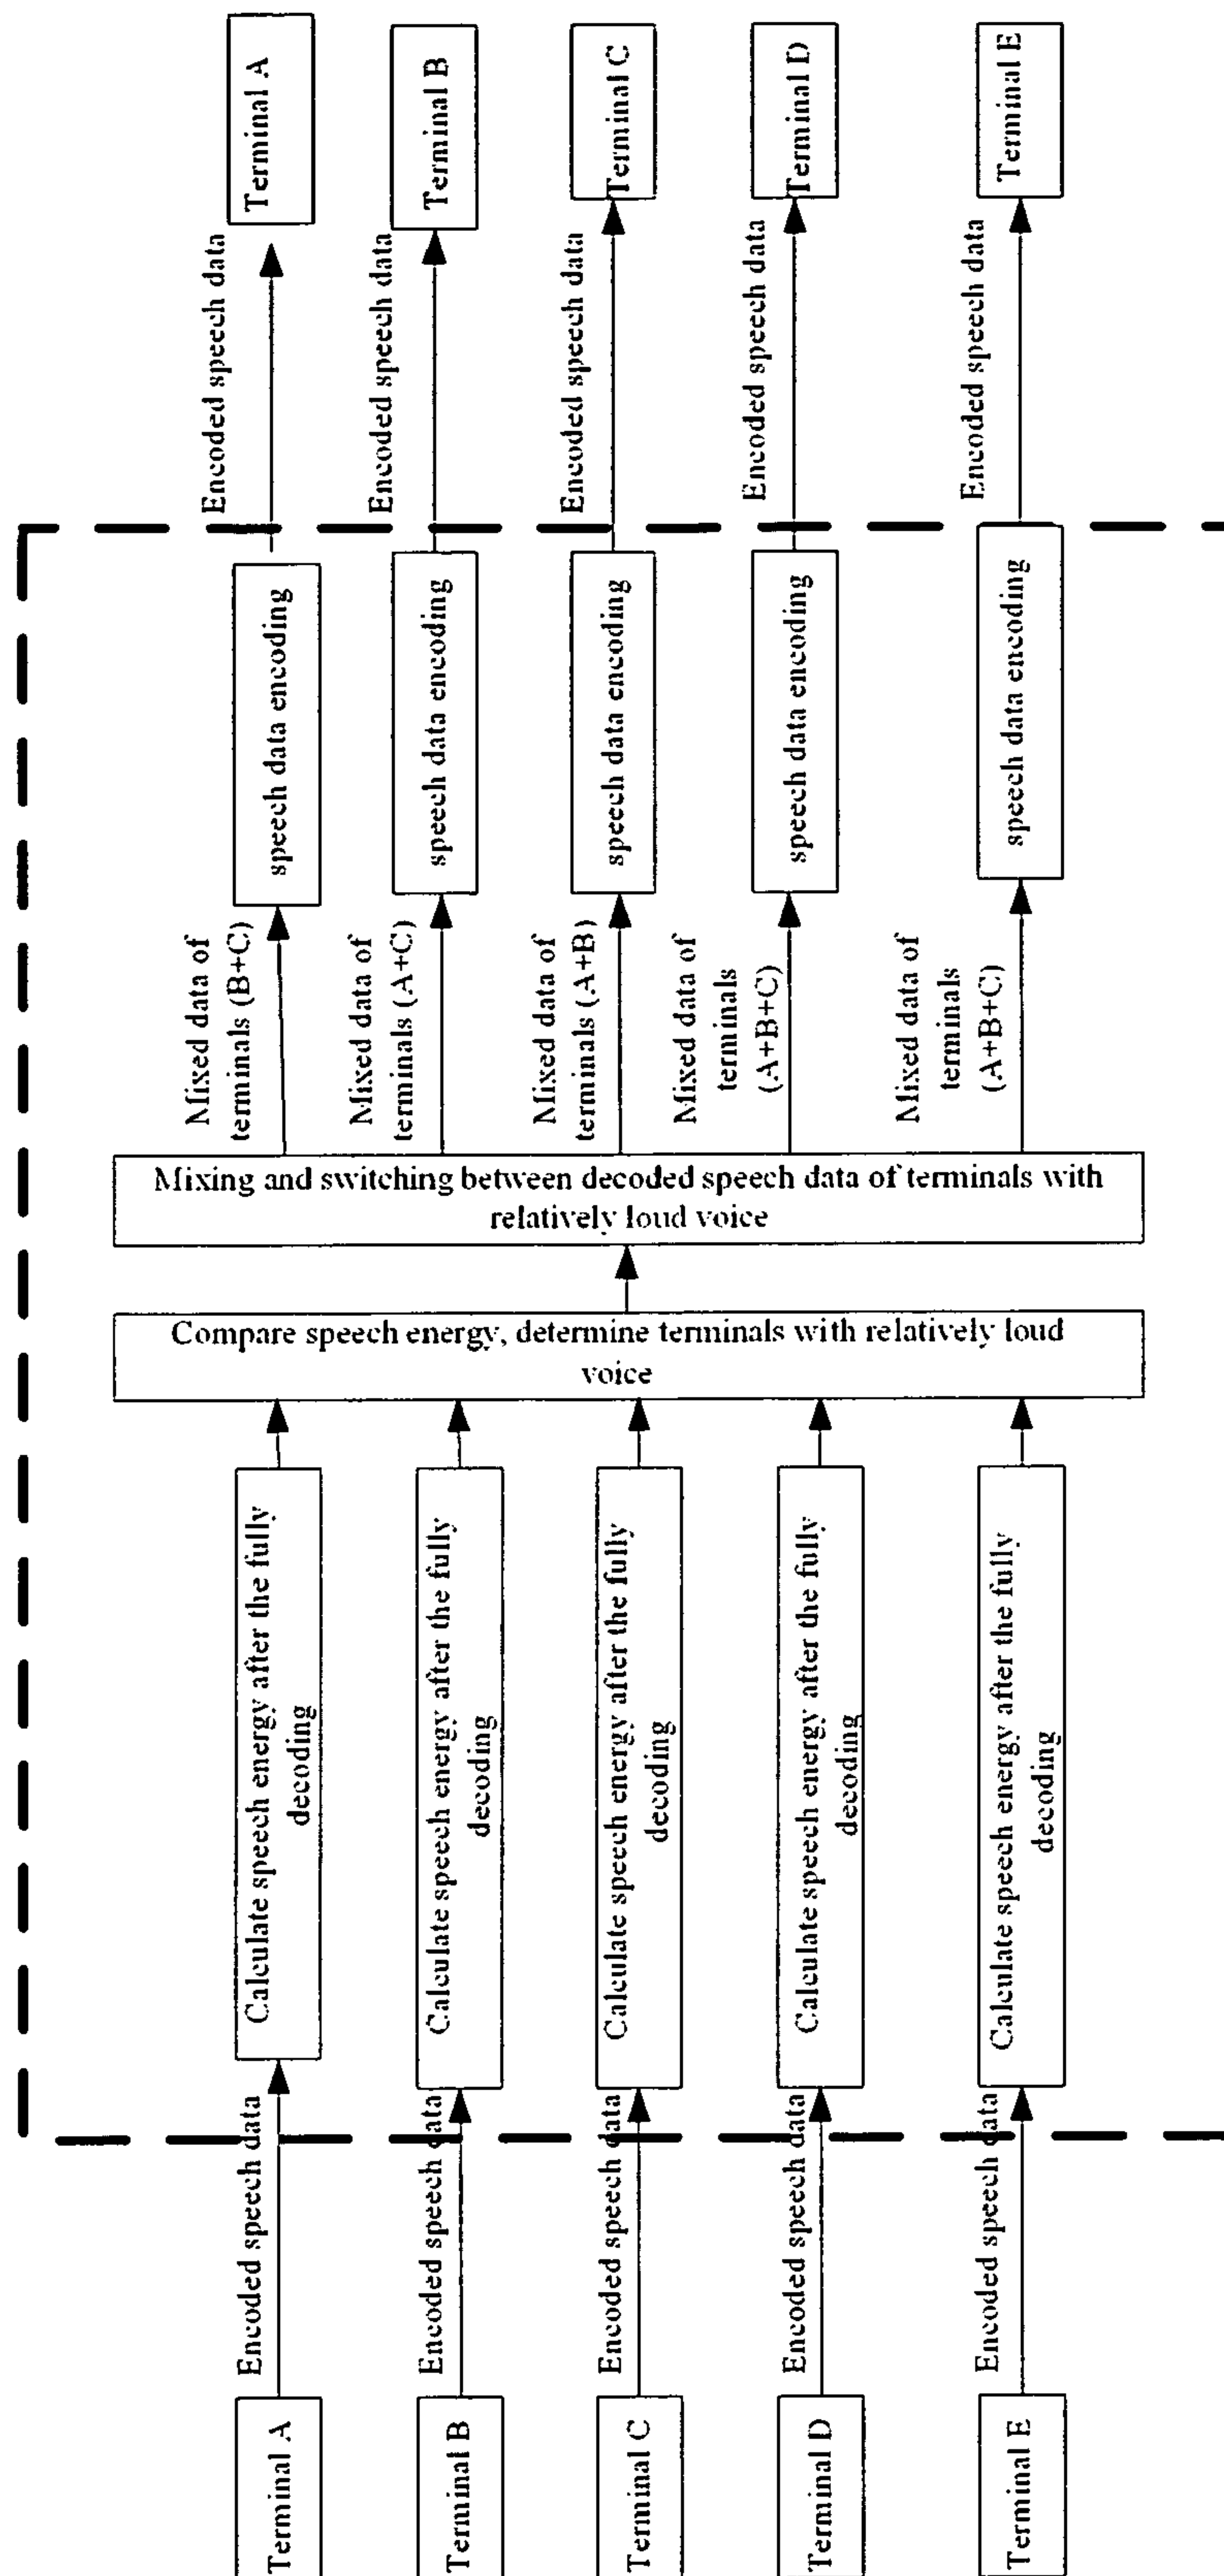 Terminal A
Terminal B
Terminal C
Terminal D
Terminal E
Encoded speech data
Encoded speech data
Encoded speech data
Encoded speech data
Encoded speech data
speech data encoding
speech data encoding
speech data encoding
speech data encoding
speech data encoding
Mixed data of
terminals (B+C)
Mixed data of
terminals (A+C)
Mixed data of
terminals (A+B)
Mixed data of
terminals
(A+B+C)
Mixed data of
terminals
(A+B+C)
Mixing and switching between decoded speech data of terminals with
relatively loud voice
Compare speech energy, determine terminals with relatively loud
voice
Calculate speech energy after the fully
decoding
Calculate speech energy after the fully
decoding
Calculate speech energy after the fully
decoding
Calculate speech energy after the fully
decoding
Calculate speech energy after the fully
decoding
Encoded speech data
Encoded speech data
Encoded speech data
Encoded speech data
Encoded speech data
Terminal A
Terminal B
Terminal C
Terminal D
Terminal E